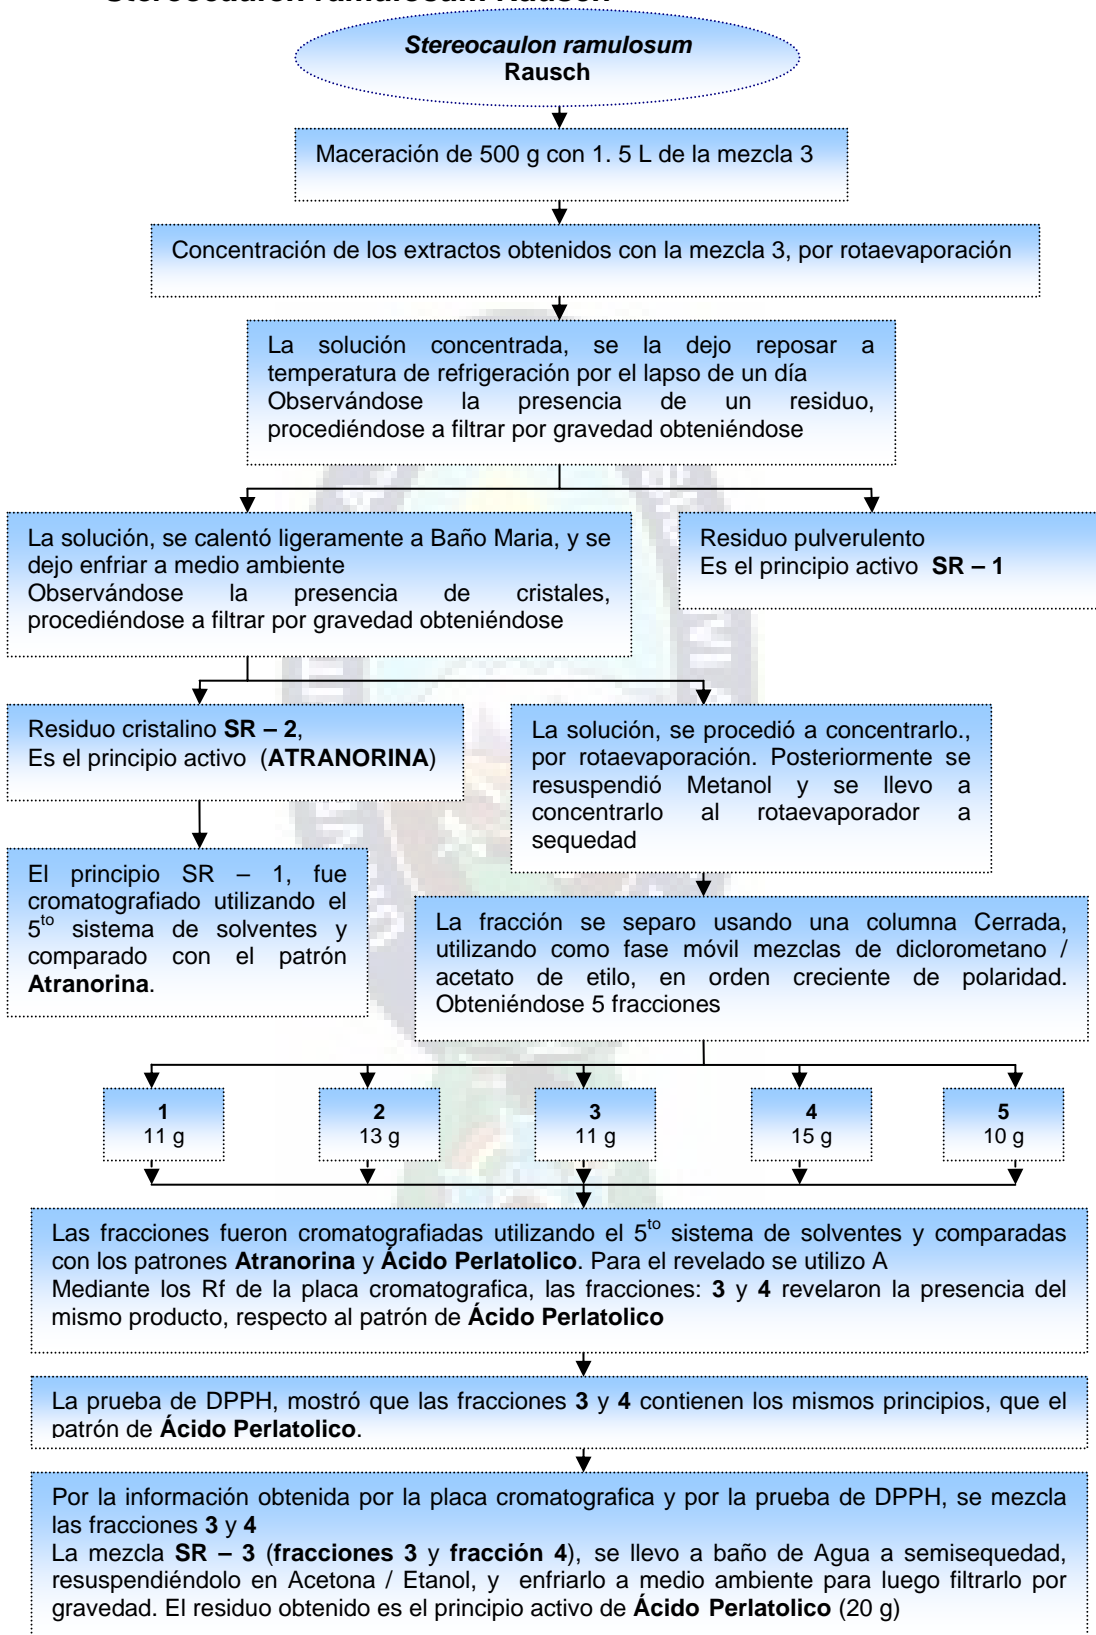 Stereocaulon ramulosum Rausch
Stereocaulon ramulosum
Rausch
Maceración de 500 g con 1. 5 L de la mezcla 3
Concentración de los extractos obtenidos con la mezcla 3, por rotaevaporación
La solución concentrada, se la dejo reposar a
temperatura de refrigeración por el lapso de un día
Observándose la presencia de un residuo,
procediéndose a filtrar por gravedad obteniéndose
La solución, se calentó ligeramente a Baño Maria, y se
dejo enfriar a medio ambiente
Observándose la presencia de cristales,
procediéndose a filtrar por gravedad obteniéndose
Residuo pulverulento
Es el principio activo SR – 1
Residuo cristalino SR – 2,
Es el principio activo (ATRANORINA)
La solución, se procedió a concentrarlo.,
por rotaevaporación. Posteriormente se
resuspendió Metanol y se llevo a
concentrarlo al rotaevaporador a
sequedad
El principio SR – 1, fue
cromatografiado utilizando el
5to sistema de solventes y
comparado con el patrón
Atranorina.
La fracción se separo usando una columna Cerrada,
utilizando como fase móvil mezclas de diclorometano /
acetato de etilo, en orden creciente de polaridad.
Obteniéndose 5 fracciones
1
11 g
2
13 g
3
11 g
4
15 g
5
10 g
Las fracciones fueron cromatografiadas utilizando el 5to sistema de solventes y comparadas
con los patrones Atranorina y Ácido Perlatolico. Para el revelado se utilizo A
Mediante los Rf de la placa cromatografica, las fracciones: 3 y 4 revelaron la presencia del
mismo producto, respecto al patrón de Ácido Perlatolico
La prueba de DPPH, mostró que las fracciones 3 y 4 contienen los mismos principios, que el
patrón de Ácido Perlatolico.
Por la información obtenida por la placa cromatografica y por la prueba de DPPH, se mezcla
las fracciones 3 y 4
La mezcla SR – 3 (fracciones 3 y fracción 4), se llevo a baño de Agua a semisequedad,
resuspendiéndolo en Acetona / Etanol, y enfriarlo a medio ambiente para luego filtrarlo por
gravedad. El residuo obtenido es el principio activo de Ácido Perlatolico (20 g)